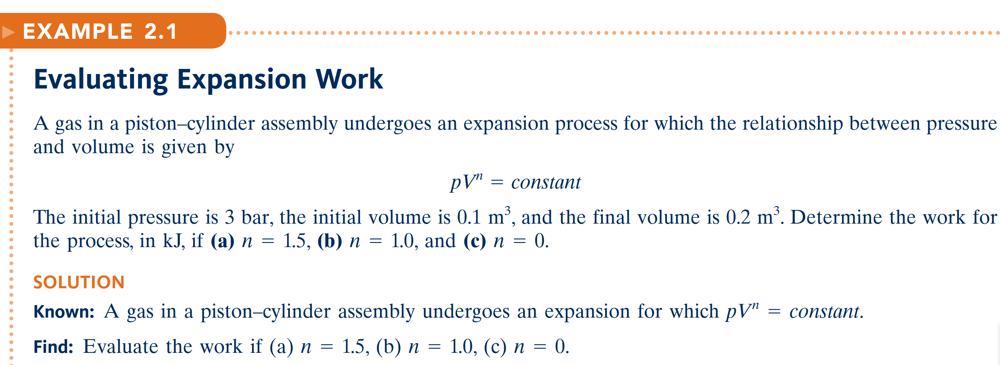 EXAMPLE 2.1
Evaluating Expansion Work
A gas in a piston–cylinder assembly undergoes an expansion process for which the relationship between pressure
and volume is given by
pVⁿ = constant
The initial pressure is 3 bar, the initial volume is 0.1 m³, and the final volume is 0.2 m³. Determine the work for
the process, in kJ, if (a) n = 1.5, (b) n = 1.0, and (c) n = 0.
SOLUTION
Known: A gas in a piston–cylinder assembly undergoes an expansion for which pVⁿ = constant.
Find: Evaluate the work if (a) n = 1.5, (b) n = 1.0, (c) n = 0.